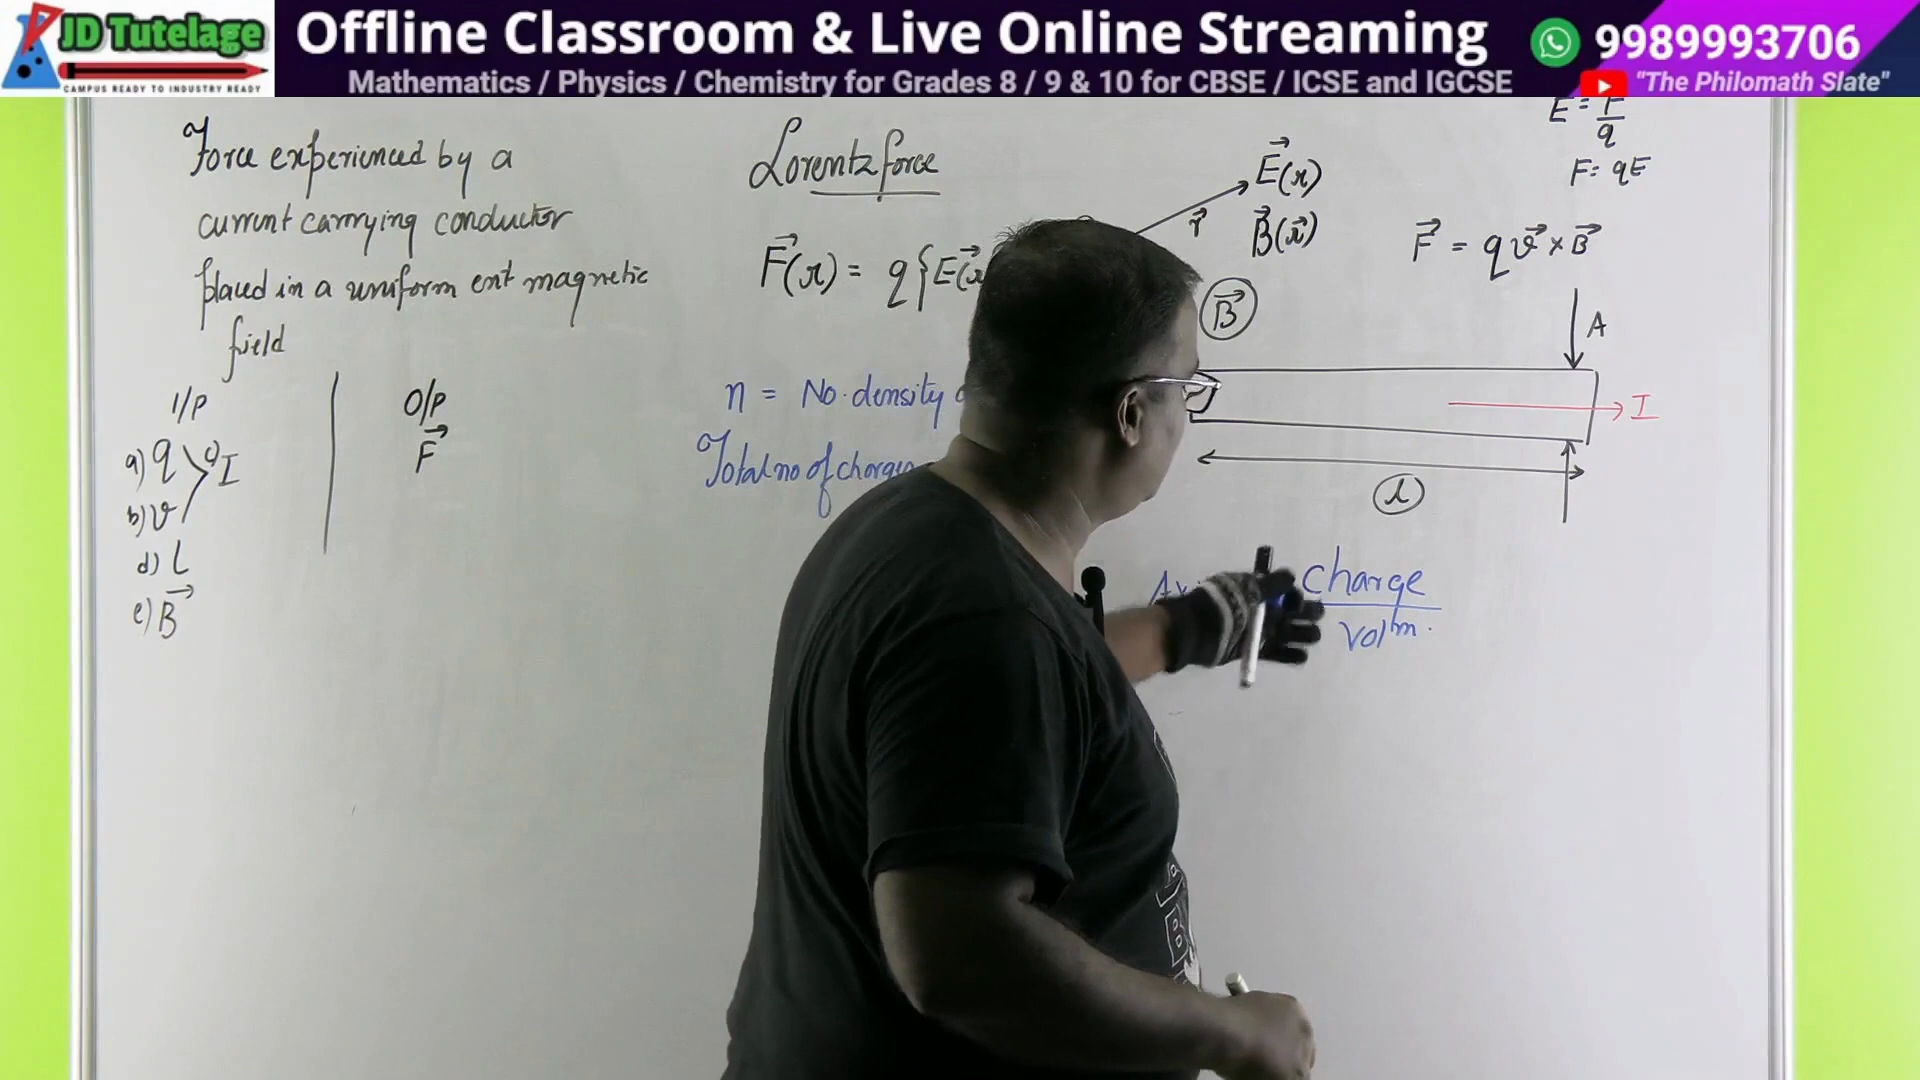 JD Tutelage
CAMPUS READY TO INDUSTRY READY
Offline Classroom & Live Online Streaming
Mathematics / Physics / Chemistry for Grades 8 / 9 & 10 for CBSE / ICSE and IGCSE
9989993706
"The Philomath Slate"
Force experienced by a
current carrying conductor
placed in a uniform ext magnetic
field
I/P
O/P
a) q
c) I
b) v
d) L
e) B⃗
F⃗
Lorentz force
F⃗(r) = q{E(r
n = No. density
Total no of charges
r⃗
E⃗(r)
B⃗(r⃗)
E = F/q
F = qE
F⃗ = qv⃗ × B⃗
B⃗
A
I
l
charge
volm.